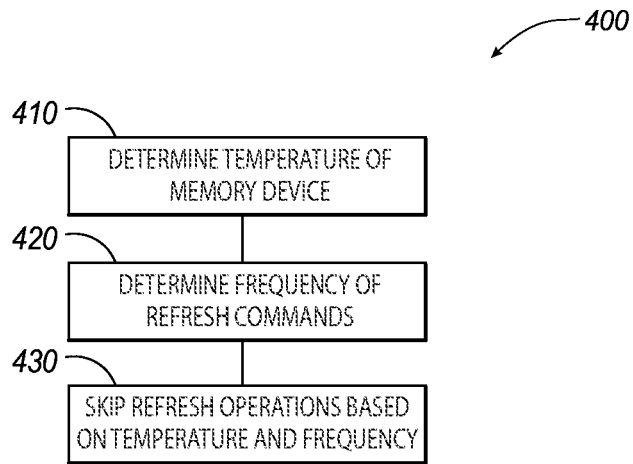 400
410
DETERMINE TEMPERATURE OF
MEMORY DEVICE
420
DETERMINE FREQUENCY OF
REFRESH COMMANDS
430
SKIP REFRESH OPERATIONS BASED
ON TEMPERATURE AND FREQUENCY